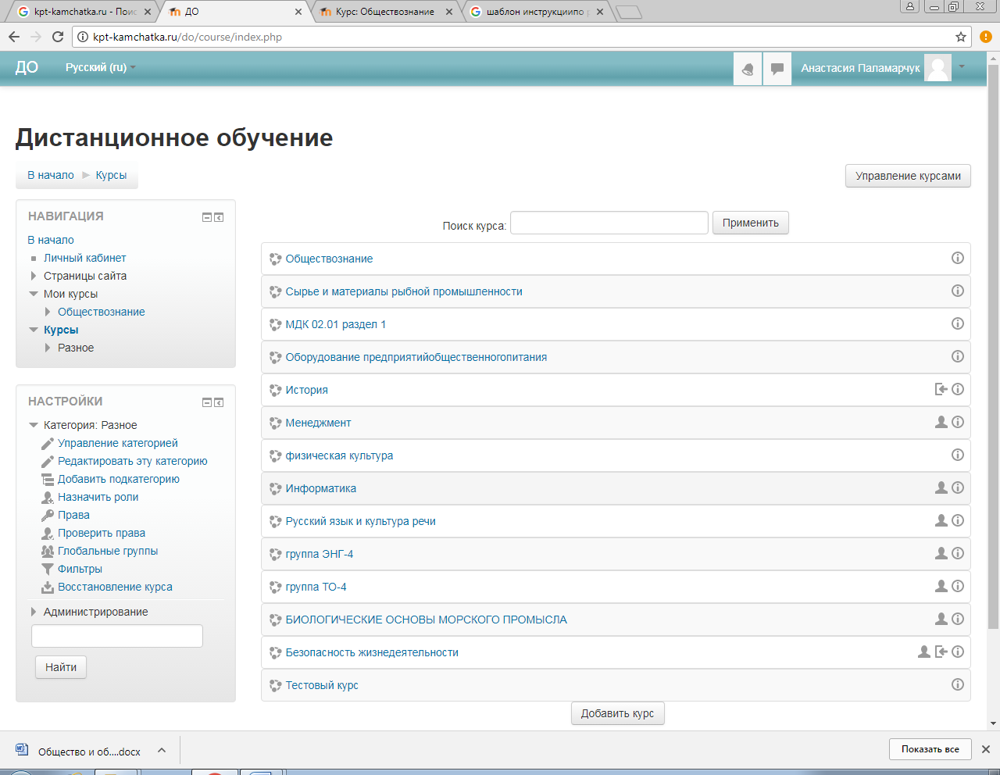 kpt-kamchatka.ru - Поис
ДО
Курс: Обществознание
шаблон инструкциипо р
kpt-kamchatka.ru/do/course/index.php
ДО
Русский (ru)
Анастасия Паламарчук
Дистанционное обучение
В начало
Курсы
Управление курсами
НАВИГАЦИЯ
В начало
Личный кабинет
Страницы сайта
Мои курсы
Обществознание
Курсы
Разное
НАСТРОЙКИ
Категория: Разное
Управление категорией
Редактировать эту категорию
Добавить подкатегорию
Назначить роли
Права
Проверить права
Глобальные группы
Фильтры
Восстановление курса
Администрирование
Найти
Поиск курса:
Применить
Обществознание
Сырье и материалы рыбной промышленности
МДК 02.01 раздел 1
Оборудование предприятийобщественногопитания
История
Менеджмент
физическая культура
Информатика
Русский язык и культура речи
группа ЭНГ-4
группа ТО-4
БИОЛОГИЧЕСКИЕ ОСНОВЫ МОРСКОГО ПРОМЫСЛА
Безопасность жизнедеятельности
Тестовый курс
Добавить курс
Общество и об....docx
Показать все